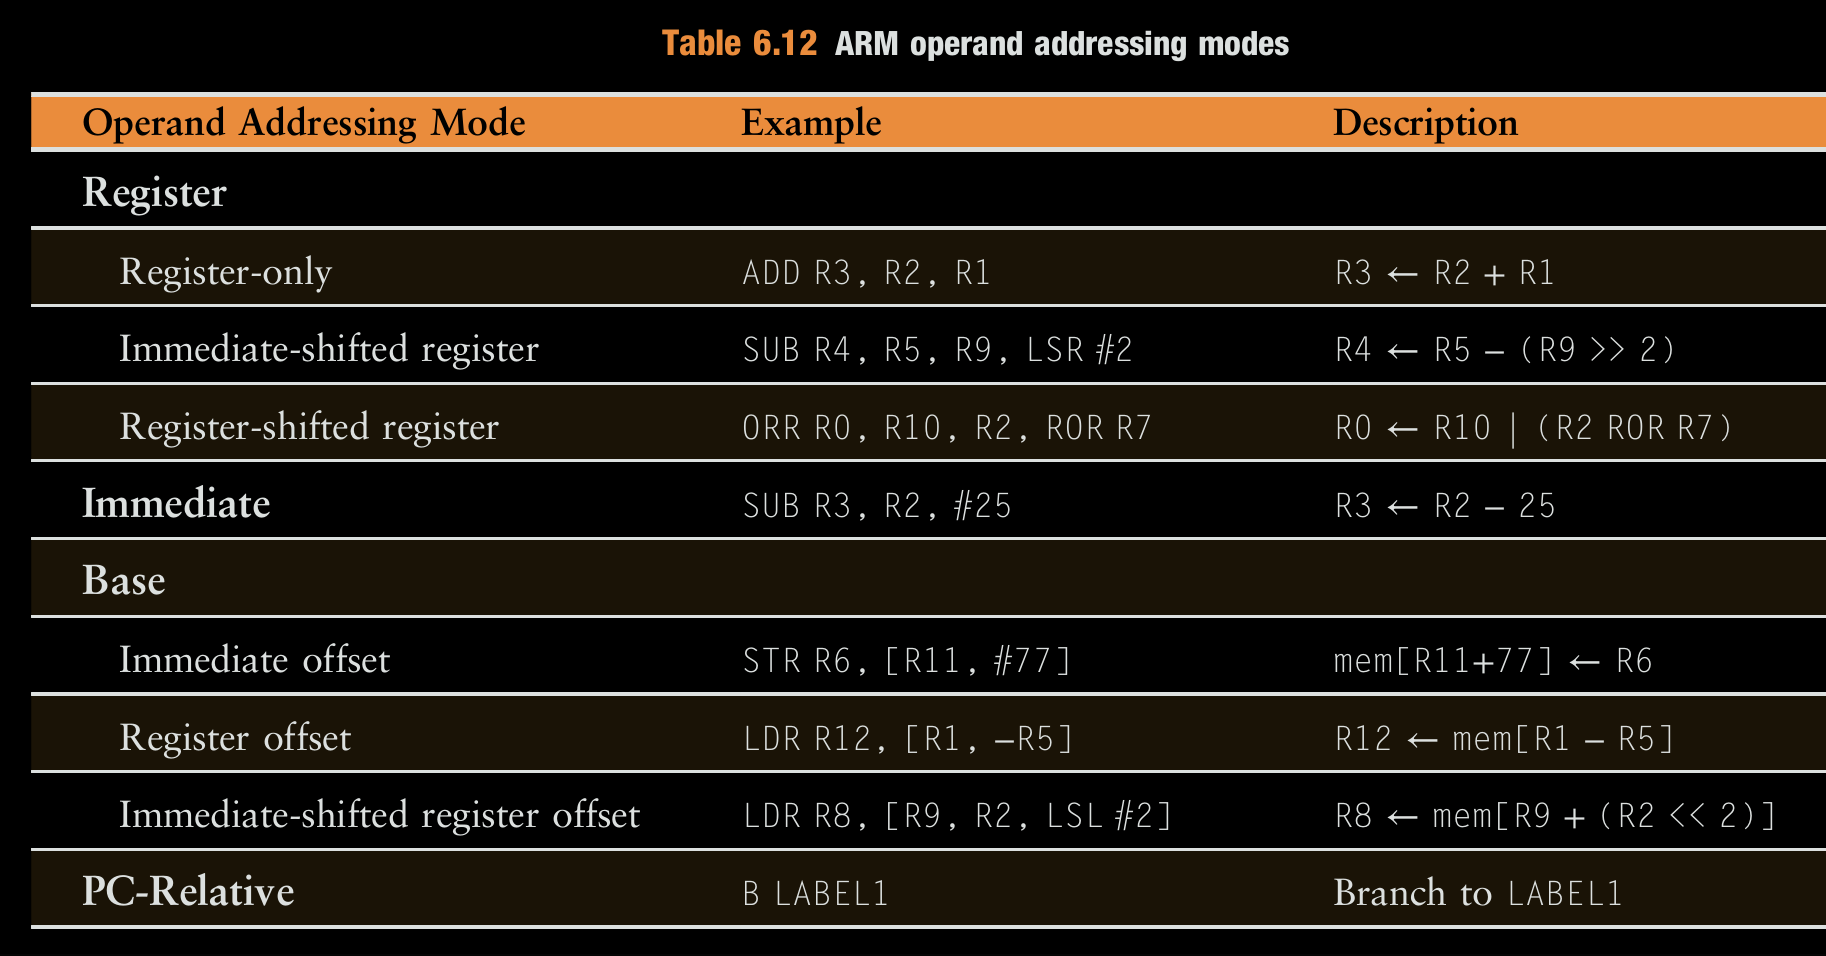 Table 6.12 ARM operand addressing modes
Operand Addressing Mode Example Description
Register
Register-only ADD R3, R2, R1 R3 ← R2 + R1
Immediate-shifted register SUB R4, R5, R9, LSR #2 R4 ← R5 − (R9 >> 2)
Register-shifted register ORR R0, R10, R2, ROR R7 R0 ← R10 | (R2 ROR R7)
Immediate SUB R3, R2, #25 R3 ← R2 − 25
Base
Immediate offset STR R6, [R11, #77] mem[R11+77] ← R6
Register offset LDR R12, [R1, −R5] R12 ← mem[R1 − R5]
Immediate-shifted register offset LDR R8, [R9, R2, LSL #2] R8 ← mem[R9 + (R2 << 2)]
PC-Relative B LABEL1 Branch to LABEL1